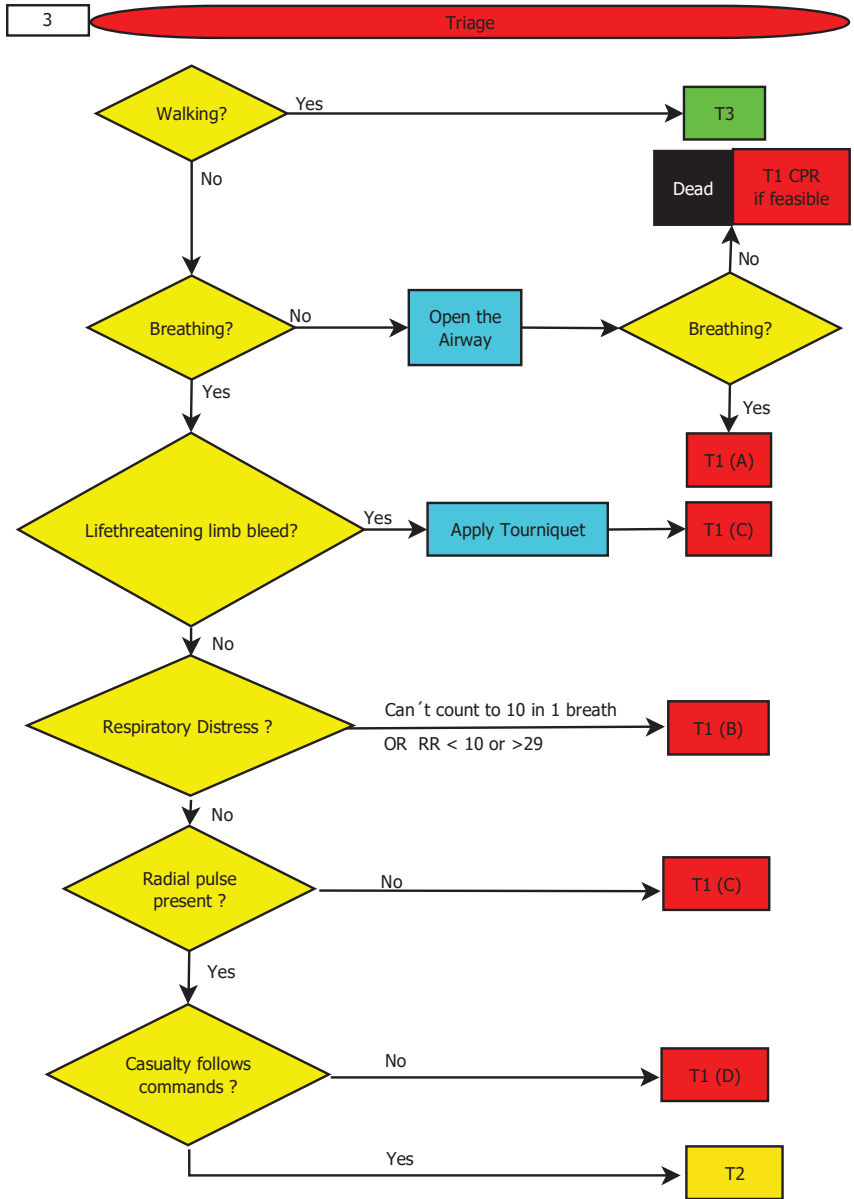 3
Triage
Walking?
Yes
T3
No
Dead
T1 CPR
if feasible
No
Breathing?
No
Open the
Airway
Breathing?
Yes
Yes
T1 (A)
Lifethreatening limb bleed?
Yes
Apply Tourniquet
T1 (C)
No
Respiratory Distress ?
Can´t count to 10 in 1 breath
OR RR < 10 or >29
T1 (B)
No
Radial pulse
present ?
No
T1 (C)
Yes
Casualty follows
commands ?
No
T1 (D)
Yes
T2